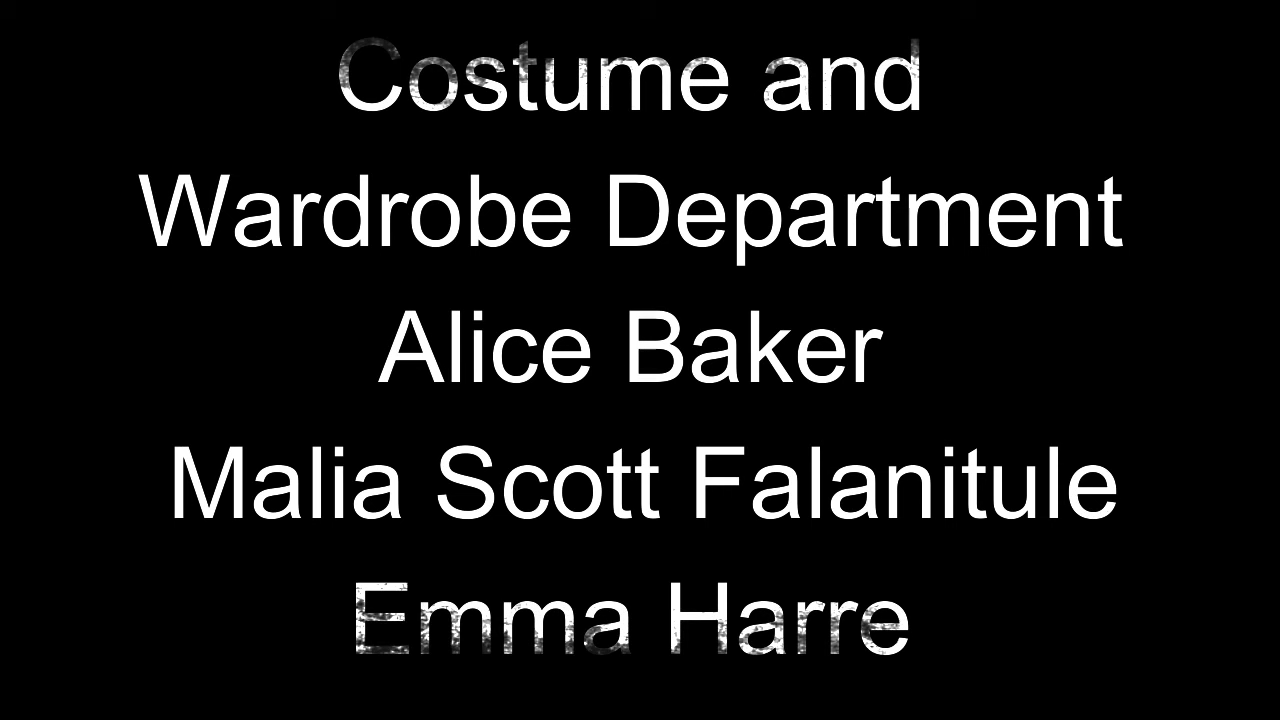 Costume and
Wardrobe Department
Alice Baker
Malia Scott Falanitule
Emma Harre